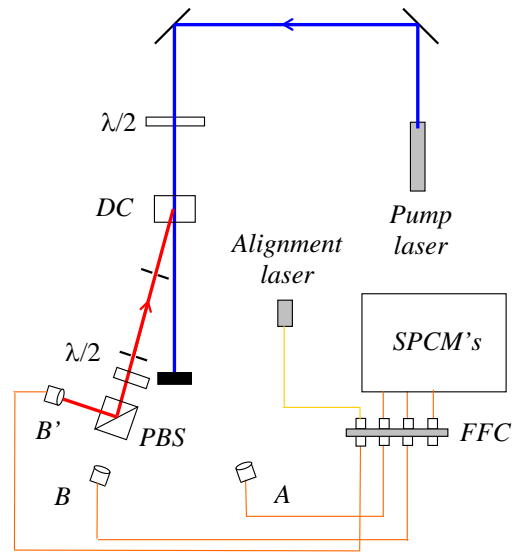 λ/2
DC
Pump
laser
Alignment
laser
SPCM's
λ/2
B'
PBS
FFC
B
A